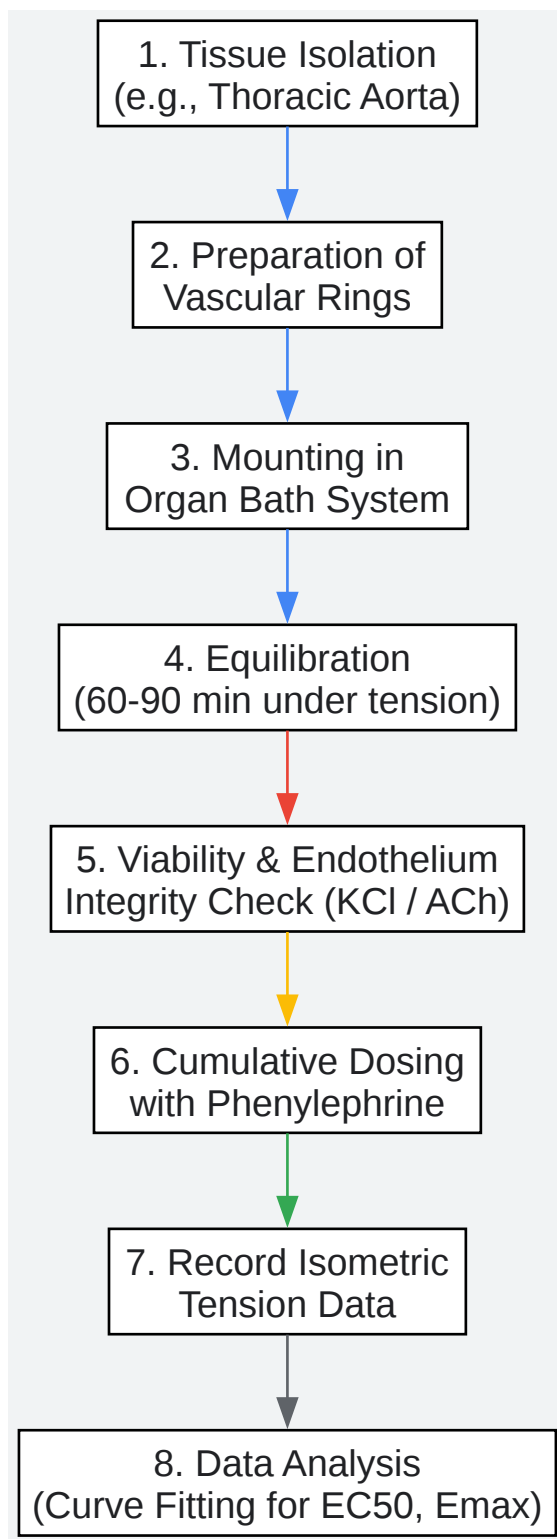 1. Tissue Isolation
(e.g., Thoracic Aorta)
2. Preparation of
Vascular Rings
3. Mounting in
Organ Bath System
4. Equilibration
(60-90 min under tension)
5. Viability & Endothelium
Integrity Check (KCl / ACh)
6. Cumulative Dosing
with Phenylephrine
7. Record Isometric
Tension Data
8. Data Analysis
(Curve Fitting for EC50, Emax)